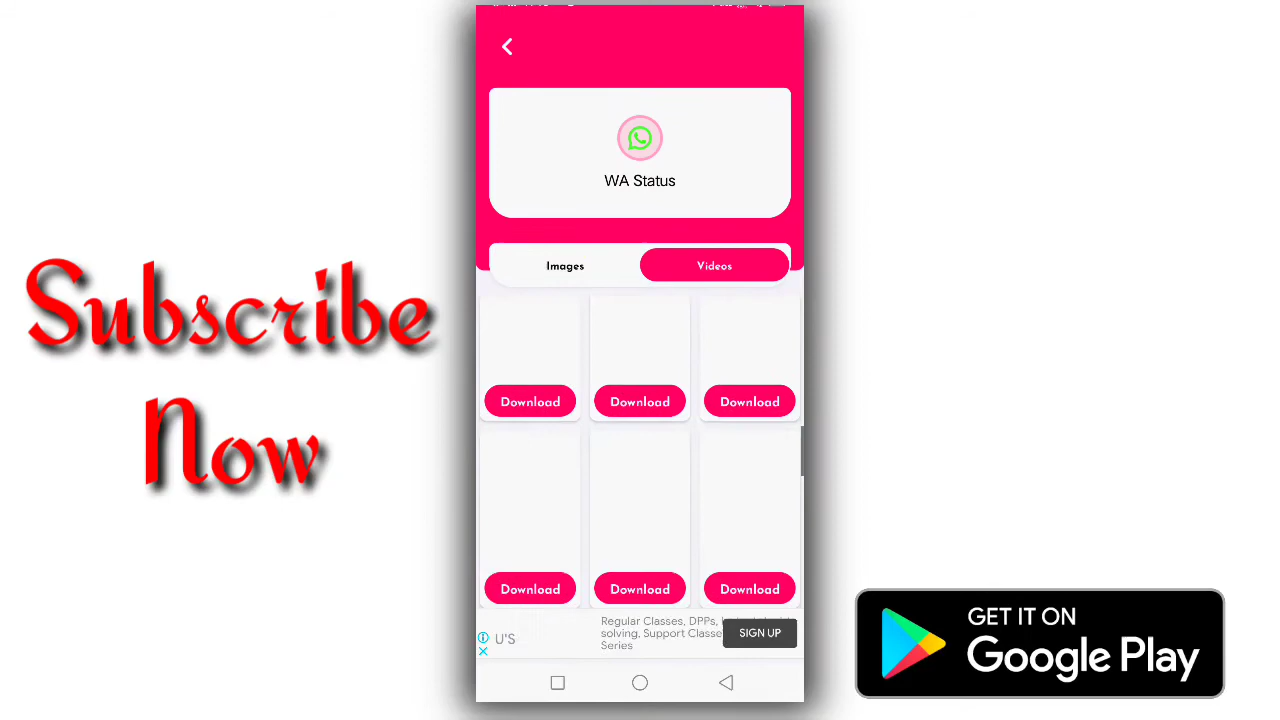 WA Status
Images
Videos
Subscribe
Now
Download
Download
Download
Download
Download
Download
U'S
Regular Classes, DPPs,
solving, Support Classe
Series
SIGN UP
GET IT ON
Google Play